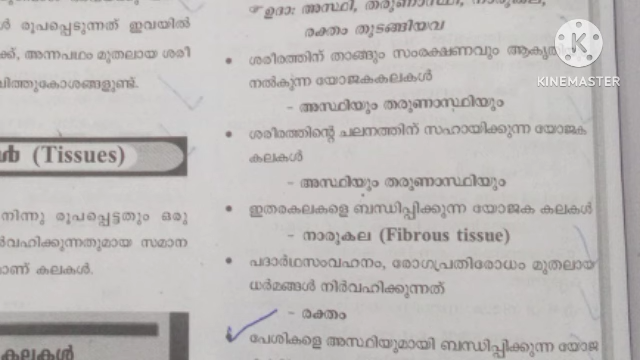 രൂപപ്പെടുന്നത് ഇവയിൽ
ക്ക്, അന്നപഥം മുതലായ ശരീ
വിത്തുകോശങ്ങളുണ്ട്.
(Tissues)
നിന്നു രൂപപ്പെട്ടതും ഒരു
ർവഹിക്കുന്നതുമായ സമാന
ാണ് കലകൾ.
കലകൾ
ഉദാ: അസ്ഥി, തരുണാസ്ഥി, നാരുകല,
രക്തം തുടങ്ങിയവ
• ശരീരത്തിന് താങ്ങും സംരക്ഷണവും
നൽകുന്ന യോജകകലകൾ
- അസ്ഥിയും തരുണാസ്ഥിയും
• ശരീരത്തിന്റെ ചലനത്തിന് സഹായിക്കുന്ന യോജക
കലകൾ
- അസ്ഥിയും തരുണാസ്ഥിയും
• ഇതരകലകളെ ബന്ധിപ്പിക്കുന്ന യോജക കലകൾ
- നാരുകല (Fibrous tissue)
• പദാർഥസംവഹനം, രോഗപ്രതിരോധം മുതലായ
ധർമങ്ങൾ നിർവഹിക്കുന്നത്
- രക്തം
പേശികളെ അസ്ഥിയുമായി ബന്ധിപ്പിക്കുന്ന യോജ
KINEMASTER